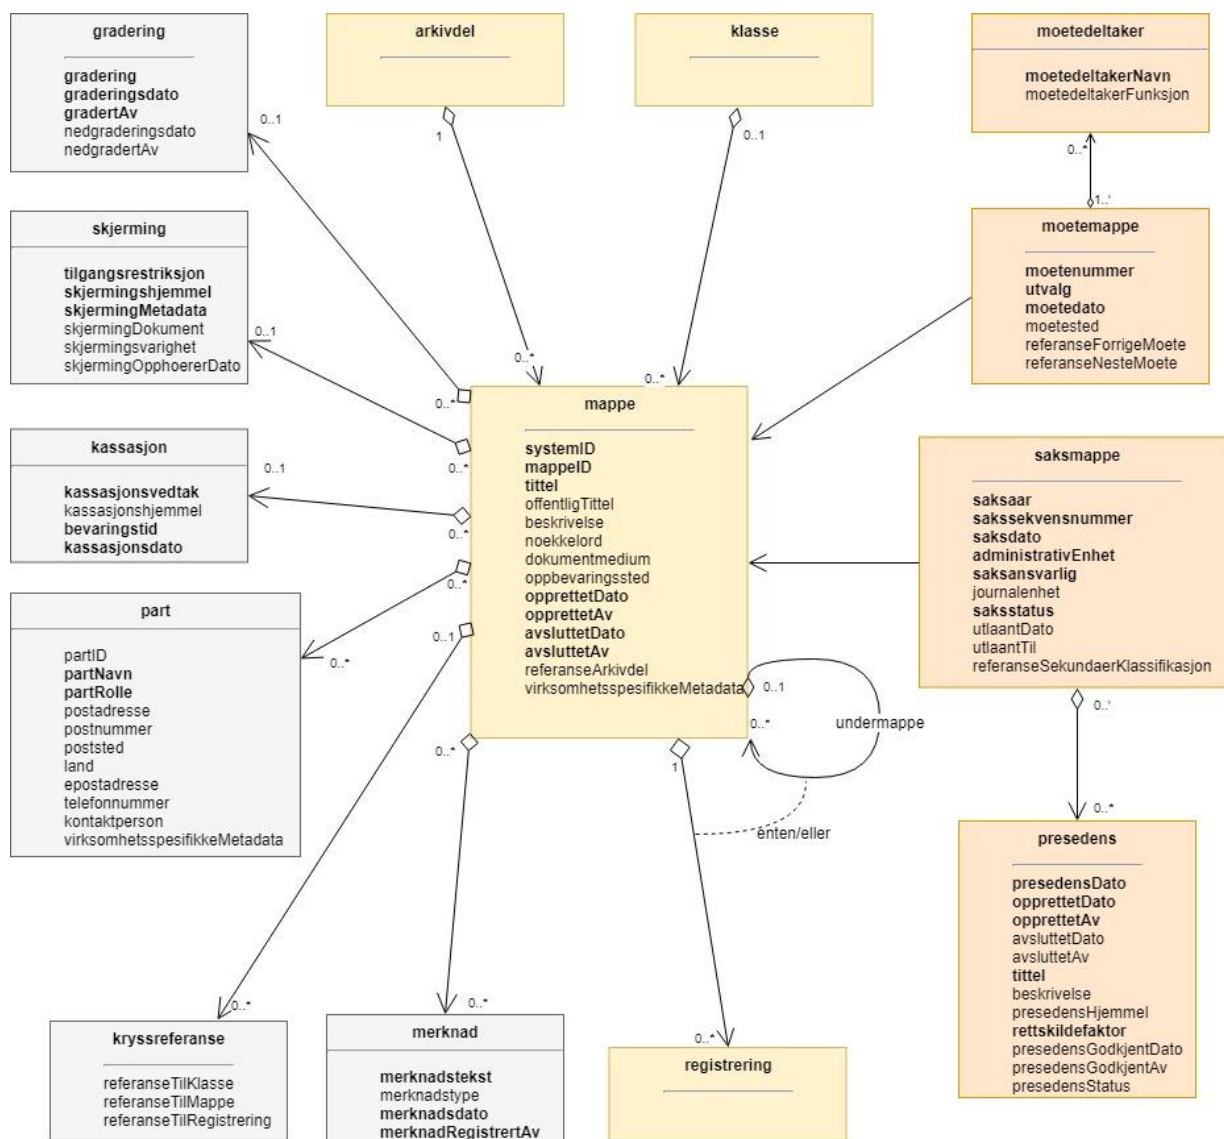 gradering
gradering
graderingsdato
gradertAv
nedgraderingsdato
nedgradertAv
0..1
arkivdel
1
klasse
0..1
moetedeltaker
moetedeltakerNavn
moetedeltakerFunksjon
0..*
1..*
moetemappe
moetenummer
utvalg
moetedato
moetested
referanseForrigeMoete
referanseNesteMoete
skjerming
tilgangsrestriksjon
skjermingshjemmel
skjermingMetadata
skjermingDokument
skjermingsvarighet
skjermingOpphoererDato
0..1
0..*
0..*
mappe
systemID
mappeID
tittel
offentligTittel
beskrivelse
noekkelord
dokumentmedium
oppbevaringssted
opprettetDato
opprettetAv
avsluttetDato
avsluttetAv
referanseArkivdel
virksomhetsspesifikkeMetadata
0..*
0..*
0..*
0..*
0..1
0..*
1
0..1
0..*
undermappe
enten/eller
kassasjon
kassasjonsvedtak
kassasjonshjemmel
bevaringstid
kassasjonsdato
0..1
saksmappe
saksaar
sakssekvensnummer
saksdato
administrativEnhet
saksansvarlig
journalenhet
saksstatus
utlaantDato
utlaantTil
referanseSekundaerKlassifikasjon
0..*
0..*
part
partID
partNavn
partRolle
postadresse
postnummer
poststed
land
epostadresse
telefonnummer
kontaktperson
virksomhetsspesifikkeMetadata
0..*
presedens
presedensDato
opprettetDato
opprettetAv
avsluttetDato
avsluttetAv
tittel
beskrivelse
presedensHjemmel
rettskildefaktor
presedensGodkjentDato
presedensGodkjentAv
presedensStatus
0..*
kryssreferanse
referanseTilKlasse
referanseTilMappe
referanseTilRegistrering
0..*
merknad
merknadstekst
merknadstype
merknadsdato
merknadRegistrertAv
0..*
registrering